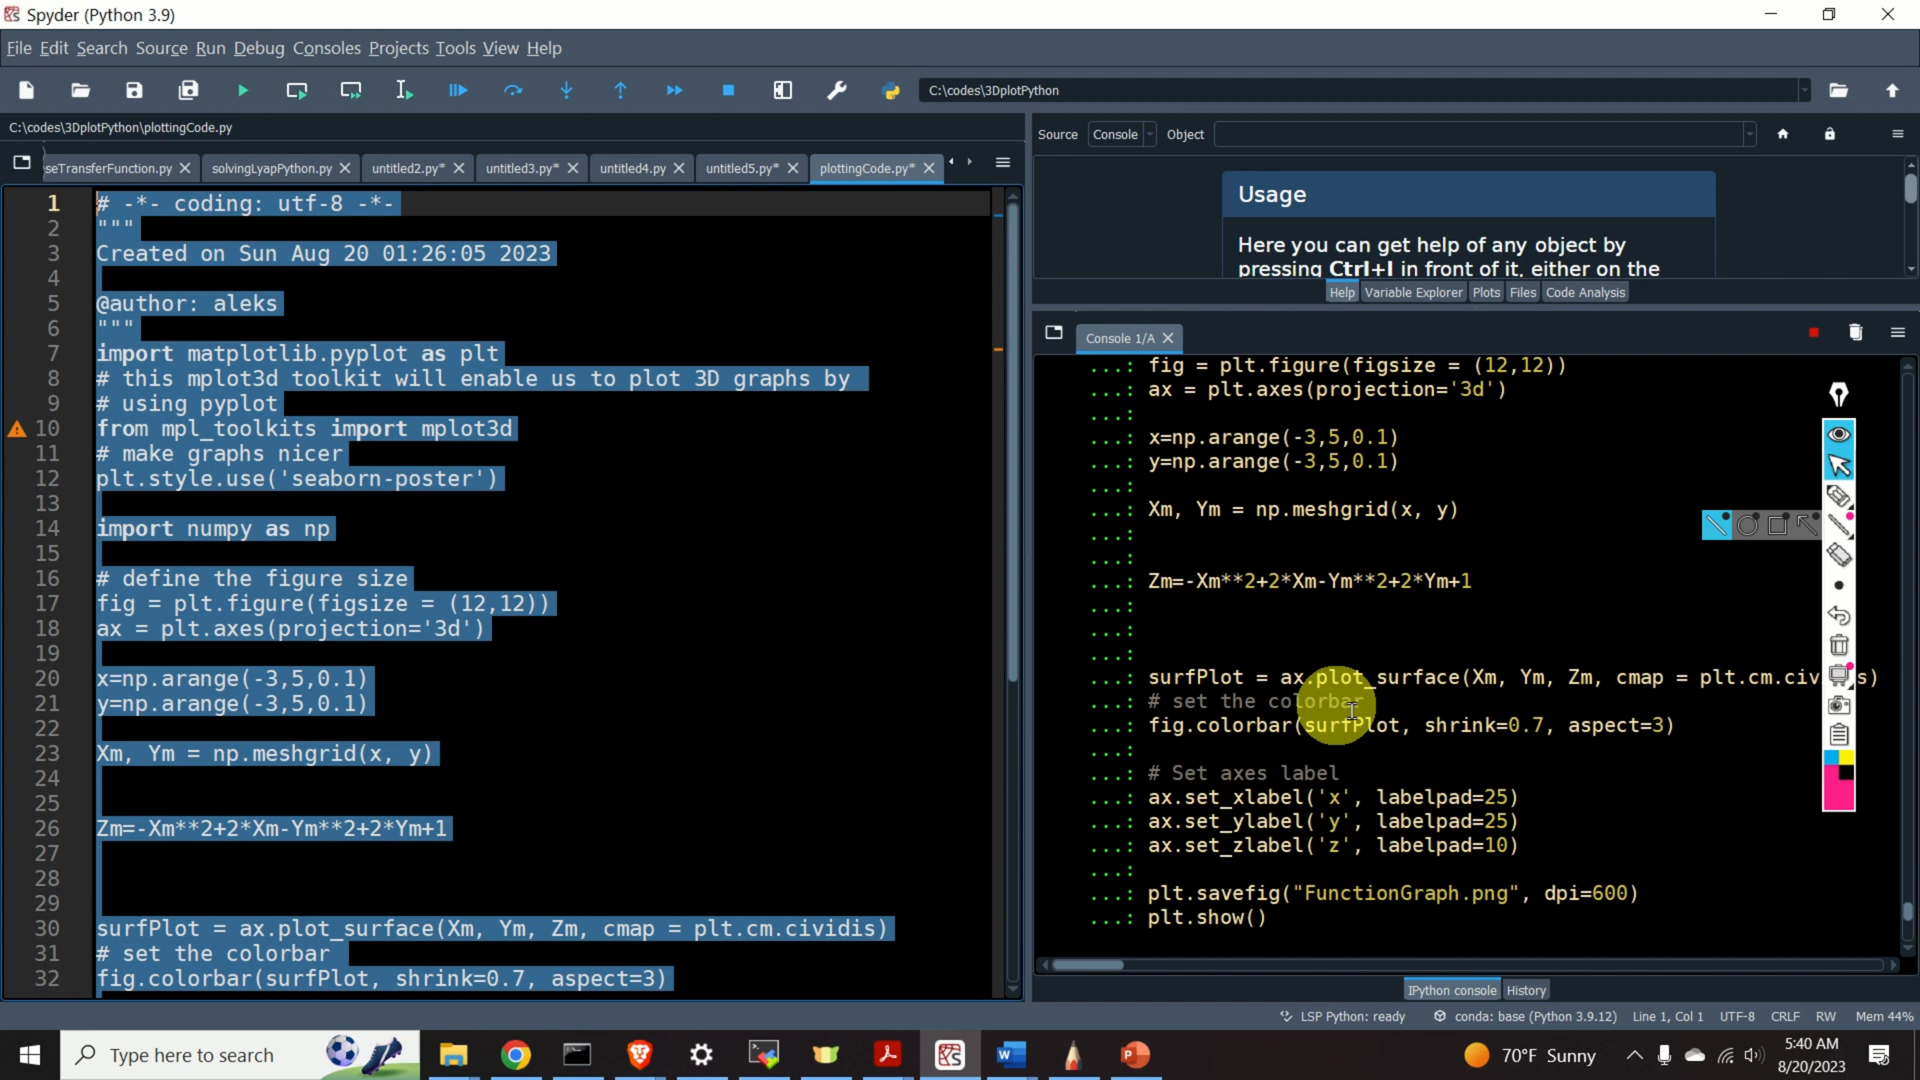 Spyder (Python 3.9)
File Edit Search Source Run Debug Consoles Projects Tools View Help
C:\codes\3DplotPython
C:\codes\3DplotPython\plottingCode.py
seTransferFunction.py
solvingLyapPython.py
untitled2.py*
untitled3.py*
untitled4.py
untitled5.py*
plottingCode.py*
1 # -*- coding: utf-8 -*-
2 """
3 Created on Sun Aug 20 01:26:05 2023
4
5 @author: aleks
6 """
7 import matplotlib.pyplot as plt
8 # this mplot3d toolkit will enable us to plot 3D graphs by
9 # using pyplot
10 from mpl_toolkits import mplot3d
11 # make graphs nicer
12 plt.style.use('seaborn-poster')
13
14 import numpy as np
15
16 # define the figure size
17 fig = plt.figure(figsize = (12,12))
18 ax = plt.axes(projection='3d')
19
20 x=np.arange(-3,5,0.1)
21 y=np.arange(-3,5,0.1)
22
23 Xm, Ym = np.meshgrid(x, y)
24
25
26 Zm=-Xm**2+2*Xm-Ym**2+2*Ym+1
27
28
29
30 surfPlot = ax.plot_surface(Xm, Ym, Zm, cmap = plt.cm.cividis)
31 # set the colorbar
32 fig.colorbar(surfPlot, shrink=0.7, aspect=3)
Source Console Object
Usage
Here you can get help of any object by
pressing Ctrl+I in front of it, either on the
Help Variable Explorer Plots Files Code Analysis
Console 1/A
...: fig = plt.figure(figsize = (12,12))
...: ax = plt.axes(projection='3d')
...:
...: x=np.arange(-3,5,0.1)
...: y=np.arange(-3,5,0.1)
...:
...: Xm, Ym = np.meshgrid(x, y)
...:
...:
...: Zm=-Xm**2+2*Xm-Ym**2+2*Ym+1
...:
...:
...:
...: surfPlot = ax.plot_surface(Xm, Ym, Zm, cmap = plt.cm.civ s)
...: # set the colorbar
...: fig.colorbar(surfPlot, shrink=0.7, aspect=3)
...:
...: # Set axes label
...: ax.set_xlabel('x', labelpad=25)
...: ax.set_ylabel('y', labelpad=25)
...: ax.set_zlabel('z', labelpad=10)
...:
...: plt.savefig("FunctionGraph.png", dpi=600)
...: plt.show()
IPython console History
LSP Python: ready conda: base (Python 3.9.12) Line 1, Col 1 UTF-8 CRLF RW Mem 44%
Type here to search
70°F Sunny
5:40 AM
8/20/2023